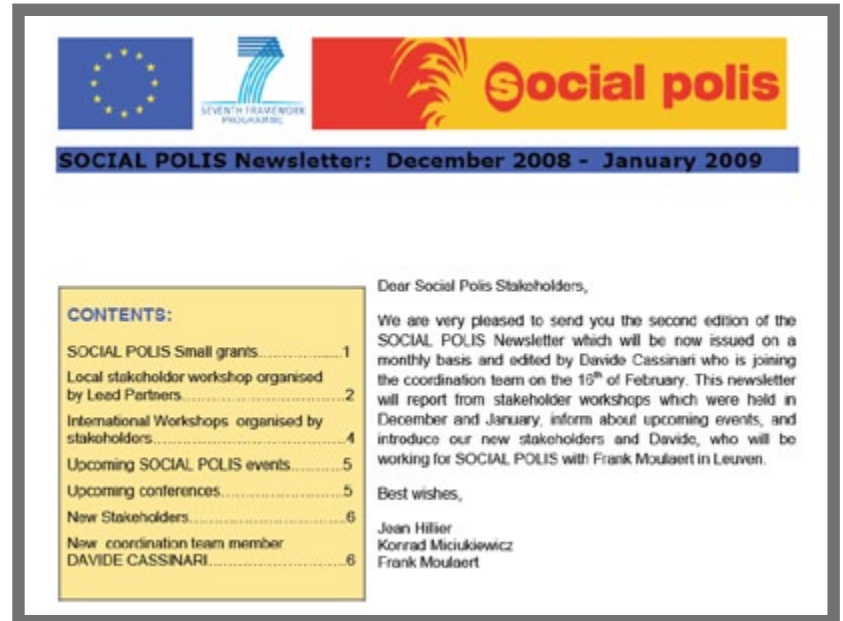 SEVENTH FRAMEWORK
PROGRAMME
social polis
SOCIAL POLIS Newsletter: December 2008 - January 2009
CONTENTS:
SOCIAL POLIS Small grants......................1
Local stakeholder workshop organised
by Lead Partners......................................2
International Workshops organised by
stakeholders............................................4
Upcoming SOCIAL POLIS events...........5
Upcoming conferences...........................5
New Stakeholders...................................6
New coordination team member
DAVIDE CASSINARI................................6
Dear Social Polis Stakeholders,
We are very pleased to send you the second edition of the
SOCIAL POLIS Newsletter which will be now issued on a
monthly basis and edited by Davide Cassinari who is joining
the coordination team on the 16th of February. This newsletter
will report from stakeholder workshops which were held in
December and January, inform about upcoming events, and
introduce our new stakeholders and Davide, who will be
working for SOCIAL POLIS with Frank Moulaert in Leuven.
Best wishes,
Jean Hillier
Konrad Miciukiewicz
Frank Moulaert